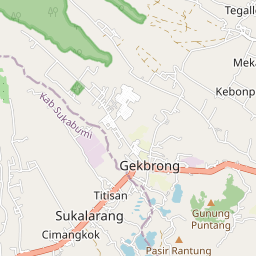 Tegall
Meka
Kebonp
Kab Sukabumi
Gekbrong
Titisan
Sukalarang
Gunung
Puntang
Cimangkok
Pasir Rantung